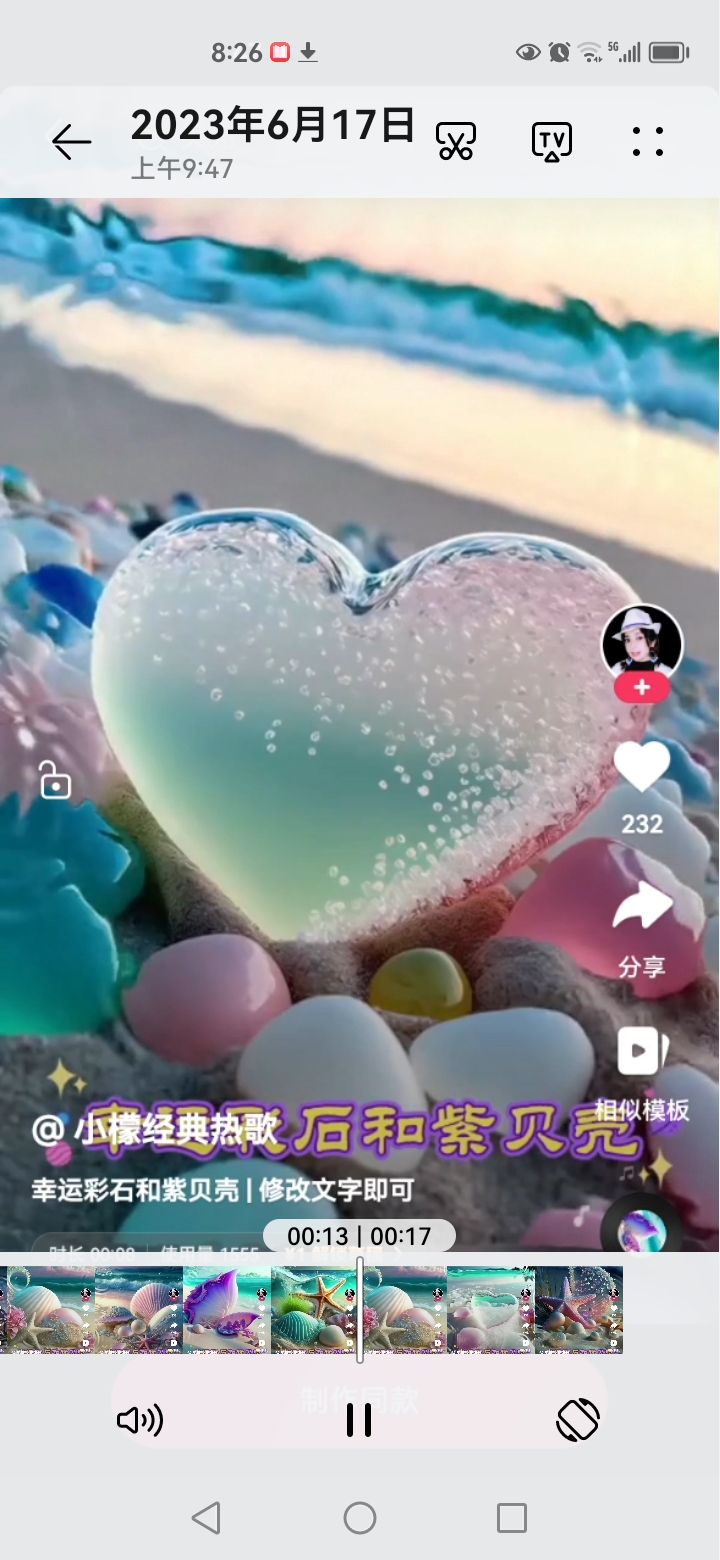 8:26
5G
2023年6月17日
TV
上午9:47
232
分享
相似模板
幸运彩石和紫贝壳
@小檬经典热歌
幸运彩石和紫贝壳 | 修改文字即可
00:13 | 00:17
时长 00:08 | 使用量 1555
制作同款